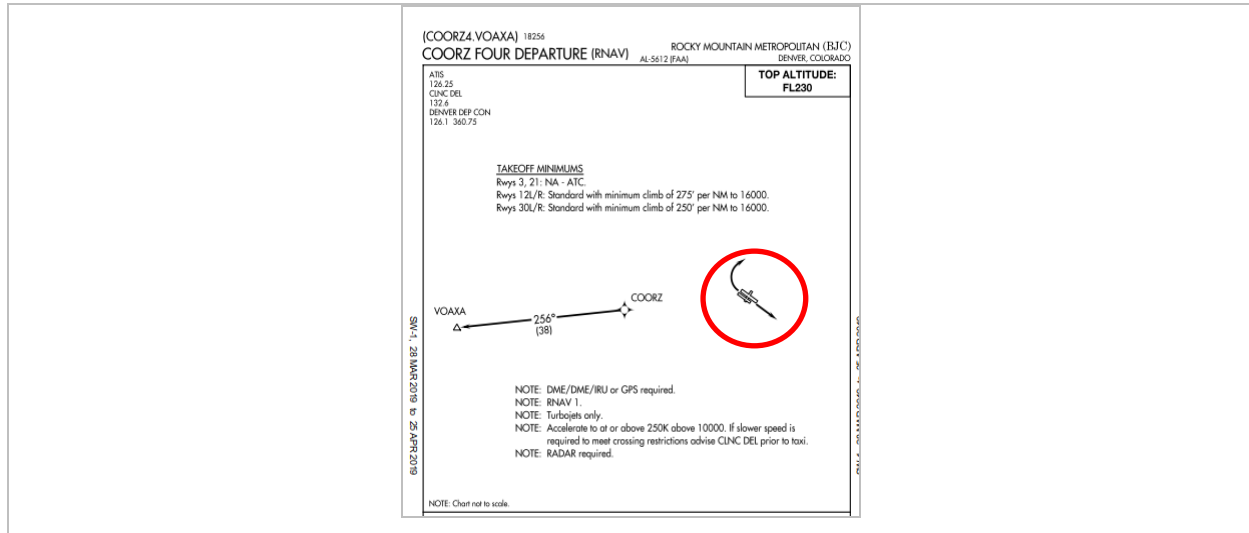 (COORZ4.VOAXA) 18256
COORZ FOUR DEPARTURE (RNAV)
AL-5612 (FAA)
ROCKY MOUNTAIN METROPOLITAN (BJC)
DENVER, COLORADO
TOP ALTITUDE:
FL230
ATIS
126.25
CLNC DEL
132.6
DENVER DEP CON
126.1 360.75
TAKEOFF MINIMUMS
Rwys 3, 21: NA - ATC.
Rwys 12L/R: Standard with minimum climb of 275' per NM to 16000.
Rwys 30L/R: Standard with minimum climb of 250' per NM to 16000.
COORZ
VOAXA
256°
(38)
SW-1, 28 MAR 2019 to 25 APR 2019
NOTE: DME/DME/IRU or GPS required.
NOTE: RNAV 1.
NOTE: Turbojets only.
NOTE: Accelerate to at or above 250K above 10000. If slower speed is
required to meet crossing restrictions advise CLNC DEL prior to taxi.
NOTE: RADAR required.
NOTE: Chart not to scale.